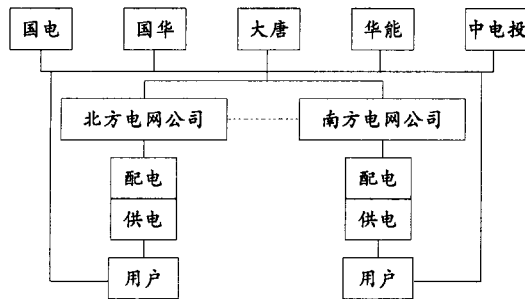 国电 国华 大唐 华能 中电投
北方电网公司 南方电网公司
配电 配电
供电 供电
用户 用户